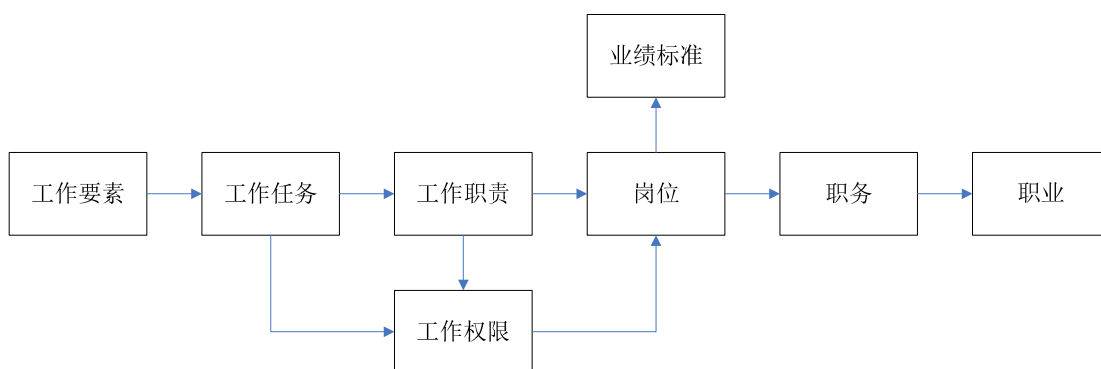 业绩标准
工作要素
工作任务
工作职责
岗位
职务
职业
工作权限